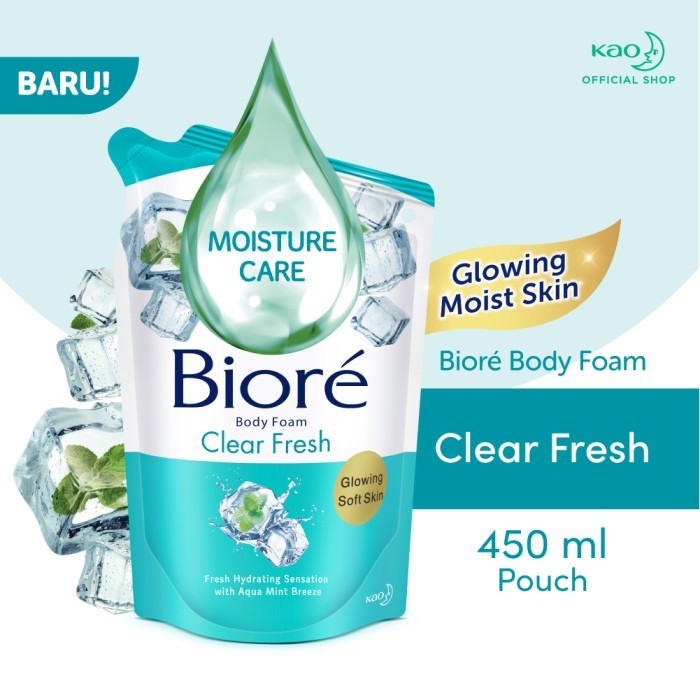 BARU!
Kao
OFFICIAL SHOP
MOISTURE
CARE
Bioré
Body Foam
Clear Fresh
Glowing
Soft Skin
Fresh Hydrating Sensation
with Aqua Mint Breeze
Kao
Glowing
Moist Skin
Bioré Body Foam
Clear Fresh
450 ml
Pouch